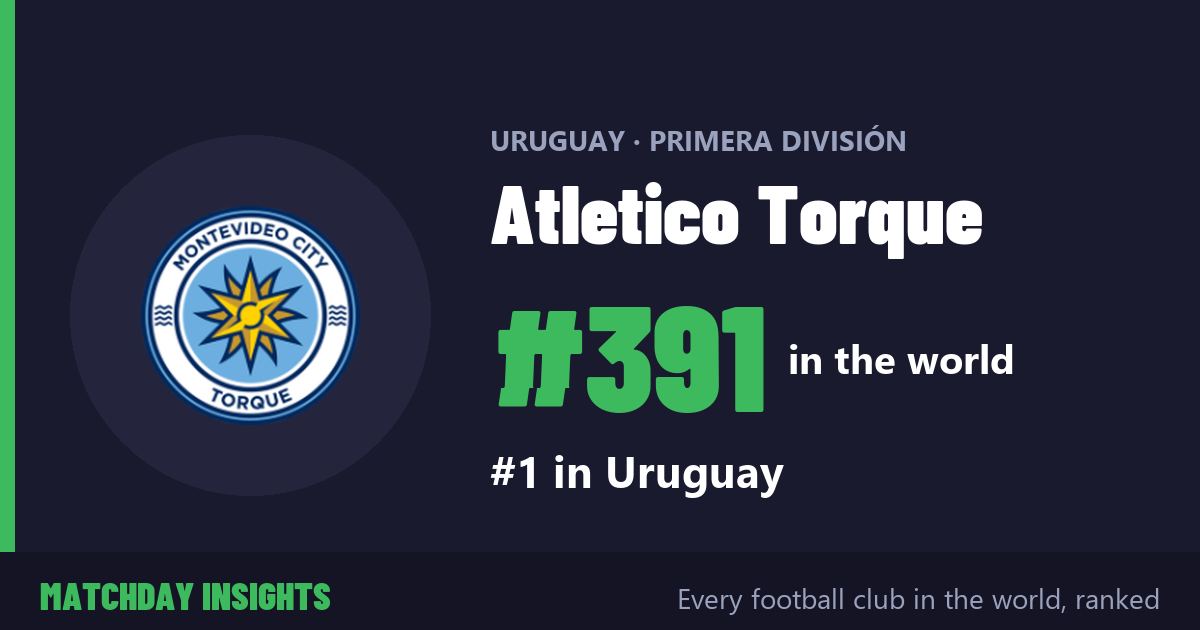 MONTEVIDEO CITY
TORQUE
URUGUAY · PRIMERA DIVISIÓN
Atletico Torque
#391 in the world
#1 in Uruguay
MATCHDAY INSIGHTS
Every football club in the world, ranked